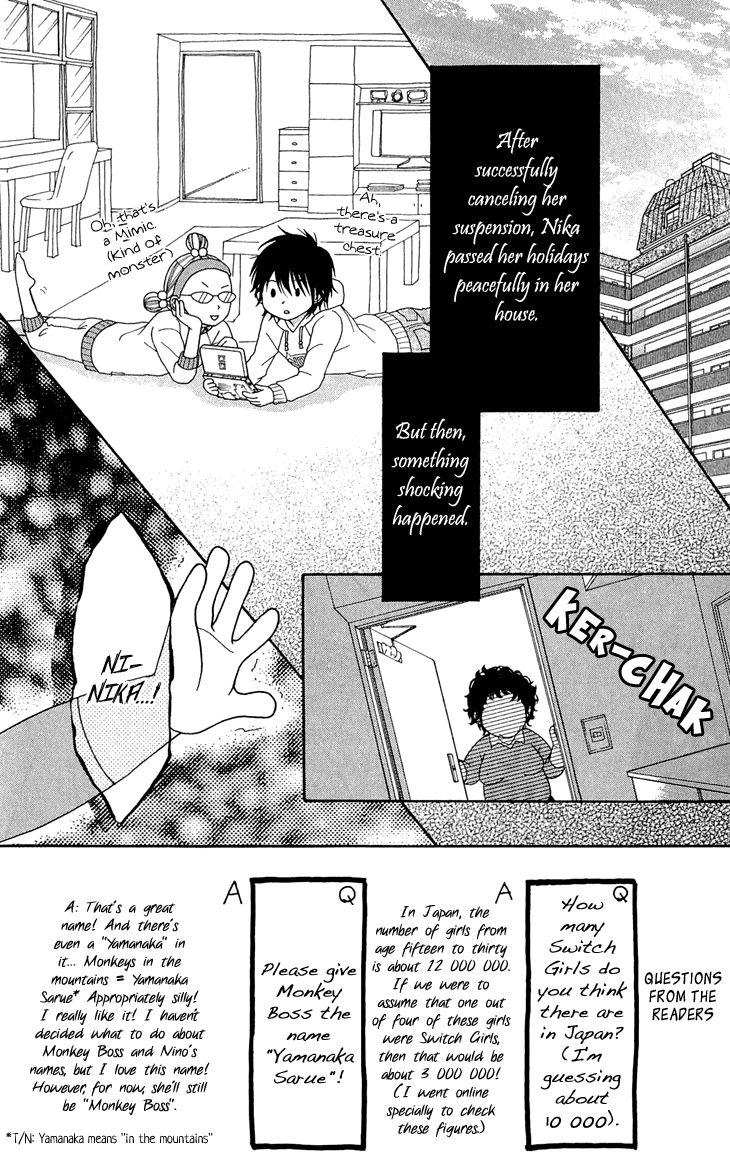 After
successfully
canceling her
suspension, Nika
passed her holidays
peacefully in her
house.
Ah,
there's a
treasure
chest.
Oh, that's
a Mimic.
(Kind of
monster)
But then,
something
shocking
happened.
KER-CHAK
NI-
NIKA...!
QUESTIONS
FROM THE
READERS
Q
How
many
Switch
Girls do
you think
there are
in Japan?
(I'm
guessing
about
10 000).
A
In Japan, the
number of girls from
age fifteen to thirty
is about 12 000 000.
If we were to
assume that one out
of four of these girls
were Switch Girls,
then that would be
about 3 000 000!
(I went online
specially to check
these figures.)
Q
Please give
Monkey
Boss the
name
"Yamanaka
Sarue"!
A
A: That's a great
name! And there's
even a "Yamanaka" in
it... Monkeys in the
mountains = Yamanaka
Sarue* Appropriately silly!
I really like it! I haven't
decided what to do about
Monkey Boss and Nino's
names, but I love this name!
However, for now, she'll still
be "Monkey Boss".
*T/N: Yamanaka means "in the mountains"